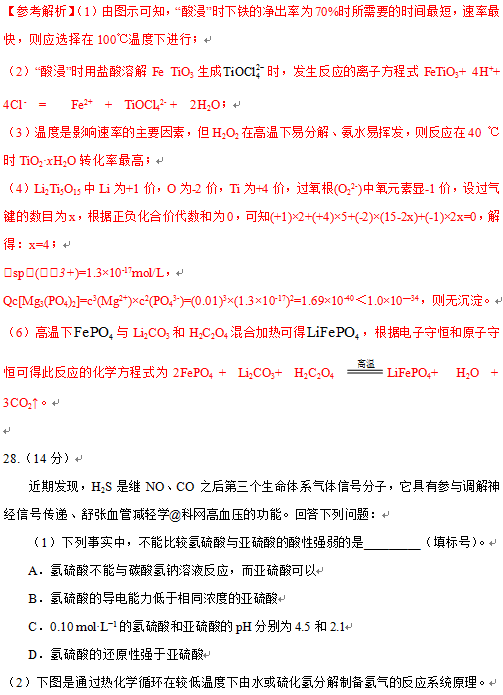 【参考解析】（1）由图示可知，“酸浸”时下铁的净出率为70%时所需要的时间最短，速率最
快，则应选择在100℃温度下进行；
（2）“酸浸”时用盐酸溶解 Fe TiO₃生成TiOCl₄²⁻时，发生反应的离子方程式 FeTiO₃+ 4H⁺+
4Cl⁻ = Fe²⁺ + TiOCl₄²⁻ + 2H₂O；
（3）温度是影响速率的主要因素，但H₂O₂在高温下易分解、氨水易挥发，则反应在40 ℃
时TiO₂·xH₂O转化率最高；
（4）Li₂Ti₅O₁₅中Li为+1价，O为-2价，Ti为+4价，过氧根(O₂²⁻)中氧元素显-1价，设过氧
键的数目为x，根据正负化合价代数和为0，可知(+1)×2+(+4)×5+(-2)×(15-2x)+(-1)×2x=0，解
得：x=4；
□sp□(□□3+)=1.3×10⁻¹⁷mol/L，
Qc[Mg₃(PO₄)₂]=c³(Mg²⁺)×c²(PO₄³⁻)=(0.01)³×(1.3×10⁻¹⁷)²=1.69×10⁻⁴⁰＜1.0×10⁻³⁴，则无沉淀。
（6）高温下FePO₄与Li₂CO₃和H₂C₂O₄混合加热可得LiFePO₄，根据电子守恒和原子守
恒可得此反应的化学方程式为2FePO₄ + Li₂CO₃+ H₂C₂O₄ 高温 LiFePO₄+ H₂O +
3CO₂↑。
28.（14分）
近期发现，H₂S是继NO、CO之后第三个生命体系气体信号分子，它具有参与调解神
经信号传递、舒张血管减轻学@科网高血压的功能。回答下列问题：
（1）下列事实中，不能比较氢硫酸与亚硫酸的酸性强弱的是_________（填标号）。
A．氢硫酸不能与碳酸氢钠溶液反应，而亚硫酸可以
B．氢硫酸的导电能力低于相同浓度的亚硫酸
C．0.10 mol·L⁻¹的氢硫酸和亚硫酸的pH分别为4.5和2.1
D．氢硫酸的还原性强于亚硫酸
（2）下图是通过热化学循环在较低温度下由水或硫化氢分解制备氢气的反应系统原理。